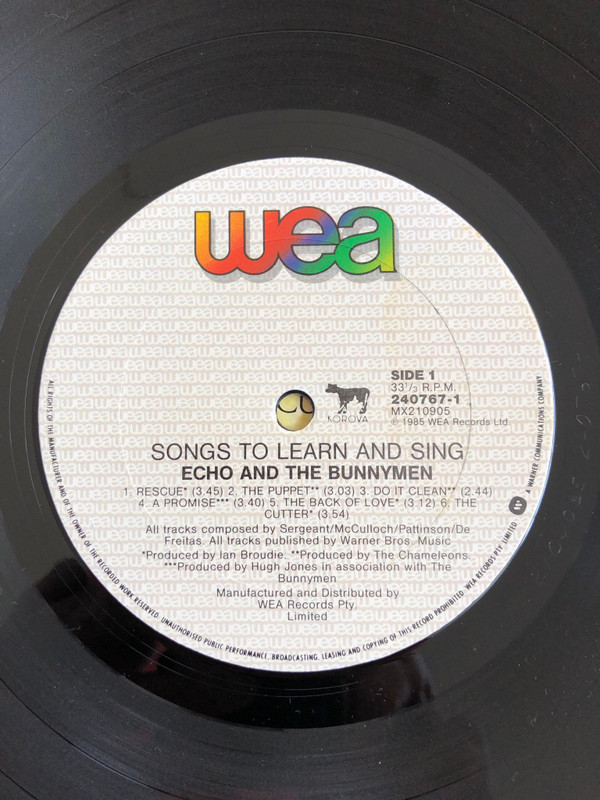 wea
SIDE 1
33 1/3 R.P.M.
240767-1
MX210905
℗ 1985 WEA Records Ltd.
KOROVA
SONGS TO LEARN AND SING
ECHO AND THE BUNNYMEN
1. RESCUE* (3.45) 2. THE PUPPET** (3.03) 3. DO IT CLEAN** (2.44)
4. A PROMISE*** (3.40) 5. THE BACK OF LOVE* (3.12) 6. THE
CUTTER* (3.54)
All tracks composed by Sergeant/McCulloch/Pattinson/De
Freitas. All tracks published by Warner Bros. Music
*Produced by Ian Broudie. **Produced by The Chameleons.
***Produced by Hugh Jones in association with The
Bunnymen
Manufactured and Distributed by
WEA Records Pty
Limited
ALL RIGHTS OF THE MANUFACTURER AND OF THE OWNER OF THE RECORDED WORK RESERVED. UNAUTHORISED PUBLIC PERFORMANCE, BROADCASTING, LEASING AND COPYING OF THIS RECORD PROHIBITED. WEA RECORDS PTY. LIMITED A WARNER COMMUNICATIONS COMPANY